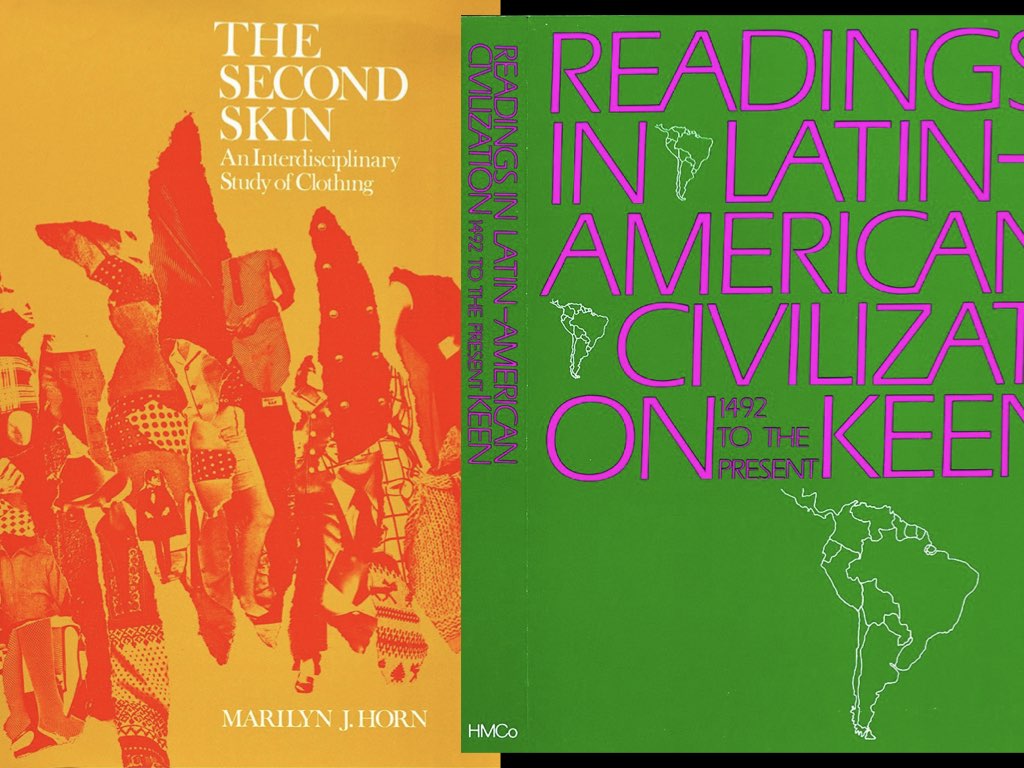 THE
SECOND
SKIN
An Interdisciplinary
Study of Clothing
MARILYN J. HORN
READINGS IN LATIN-AMERICAN
CIVILIZATION 1492 TO THE PRESENT KEEN
HMCo
READINGS
IN LATIN-
AMERICAN
CIVILIZAT
ON 1492
TO THE
PRESENT KEEN